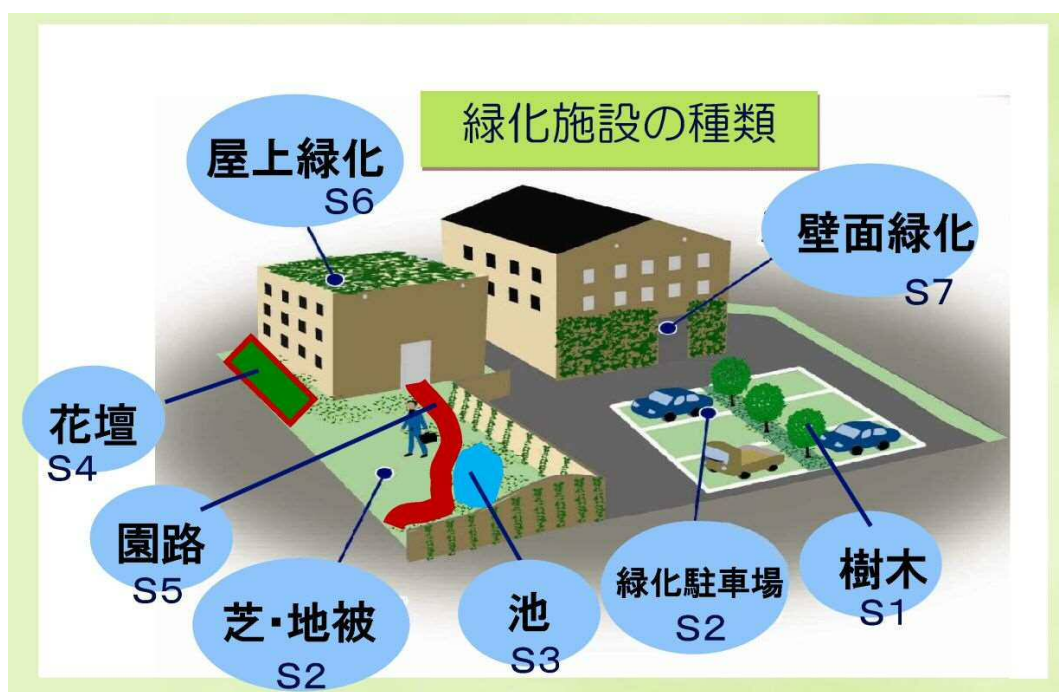 緑化施設の種類
屋上緑化
S6
壁面緑化
S7
花壇
S4
園路
S5
芝・地被
S2
池
S3
緑化駐車場
S2
樹木
S1